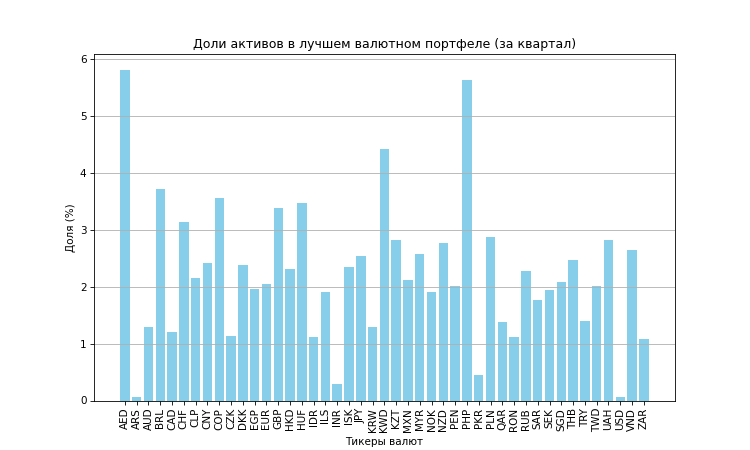 Доли активов в лучшем валютном портфеле (за квартал)
Доля (%)
6
5
4
3
2
1
0
AED ARS AUD BRL CAD CHF CLP CNY COP CZK DKK EGP EUR GBP HKD HUF IDR ILS INR ISK JPY KRW KWD KZT MXN MYR NOK NZD PEN PHP PKR PLN QAR RON RUB SAR SEK SGD THB TRY TWD UAH USD VND ZAR
Тикеры валют